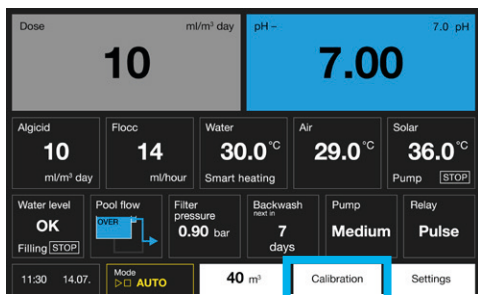 Dose ml/m³ day
10
pH – 7.0 pH
7.00
Algicid
10
ml/m³ day
Flocc
14
ml/hour
Water
30.0°C
Smart heating
Air
29.0°C
Solar
36.0°C
Pump STOP
Water level
OK
Filling STOP
Pool flow
OVER
Filter
pressure
0.90 bar
Backwash
next in
7
days
Pump
Medium
Relay
Pulse
11:30 14.07.
Mode
AUTO
40 m³
Calibration
Settings